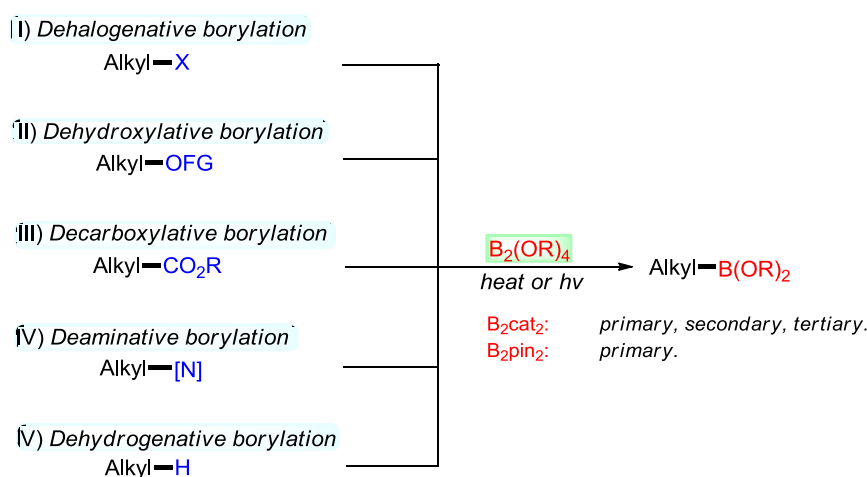 (I) Dehalogenative borylation
Alkyl–X
(II) Dehydroxylative borylation
Alkyl–OFG
(III) Decarboxylative borylation
Alkyl–CO₂R
(IV) Deaminative borylation
Alkyl–[N]
(V) Dehydrogenative borylation
Alkyl–H
B₂(OR)₄
heat or hv
Alkyl–B(OR)₂
B₂cat₂: primary, secondary, tertiary.
B₂pin₂: primary.